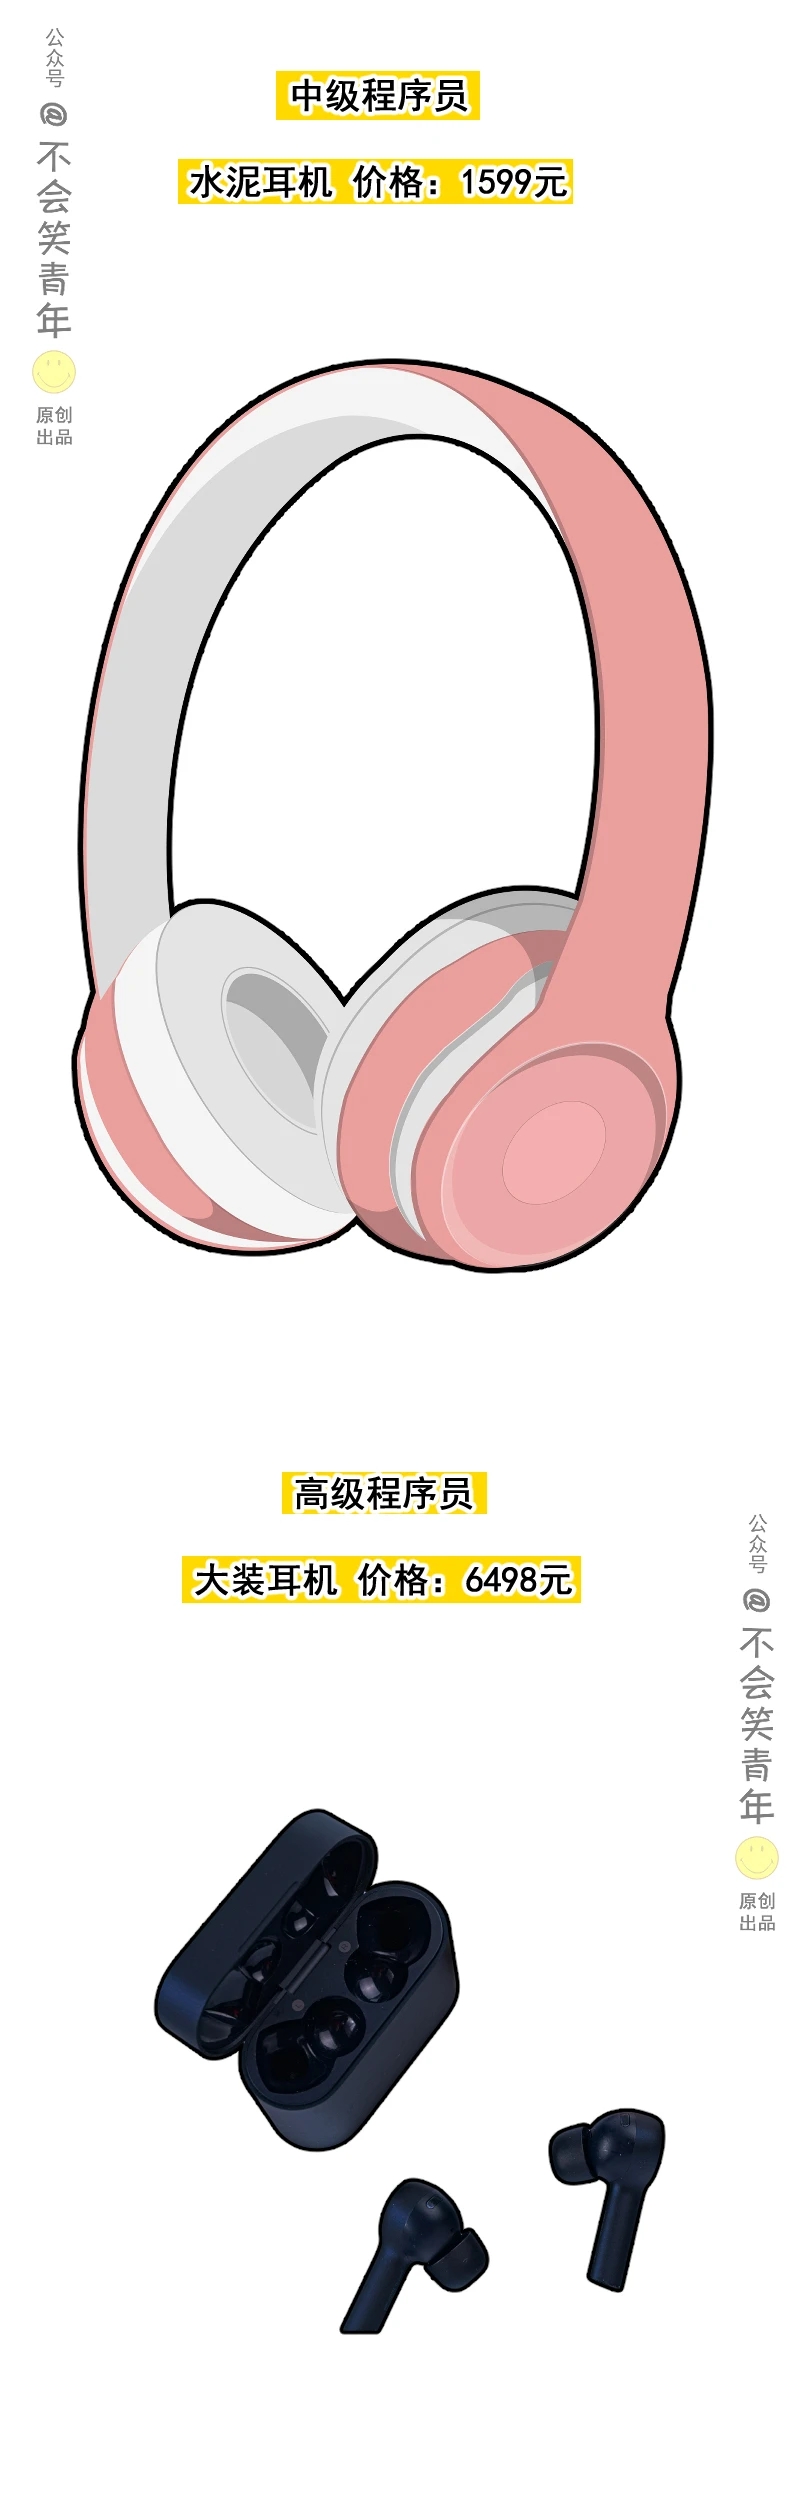 公众号
@不会笑青年
原创
出品
中级程序员
水泥耳机 价格：1599元
高级程序员
大装耳机 价格：6498元
公众号
@不会笑青年
原创
出品